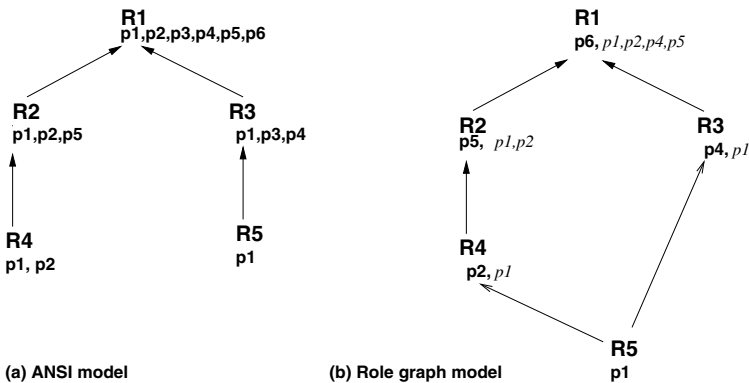 R1
p1,p2,p3,p4,p5,p6
R2
p1,p2,p5
R3
p1,p3,p4
R4
p1, p2
R5
p1
(a) ANSI model
R1
p6, p1,p2,p4,p5
R2
p5, p1,p2
R3
p4, p1
R4
p2, p1
R5
p1
(b) Role graph model